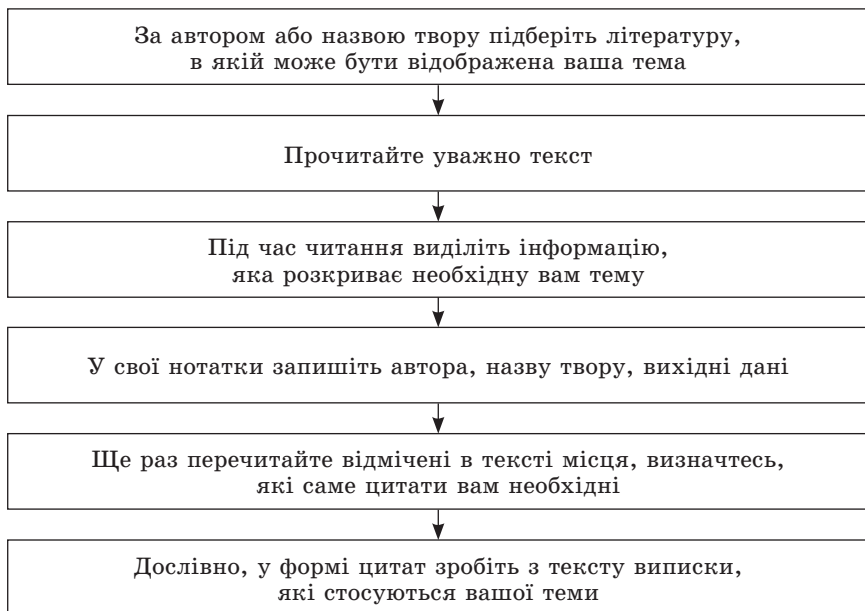 За автором або назвою твору підберіть літературу,
в якій може бути відображена ваша тема
Прочитайте уважно текст
Під час читання виділіть інформацію,
яка розкриває необхідну вам тему
У свої нотатки запишіть автора, назву твору, вихідні дані
Ще раз перечитайте відмічені в тексті місця, визначтесь,
які саме цитати вам необхідні
Дослівно, у формі цитат зробіть з тексту виписки,
які стосуються вашої теми